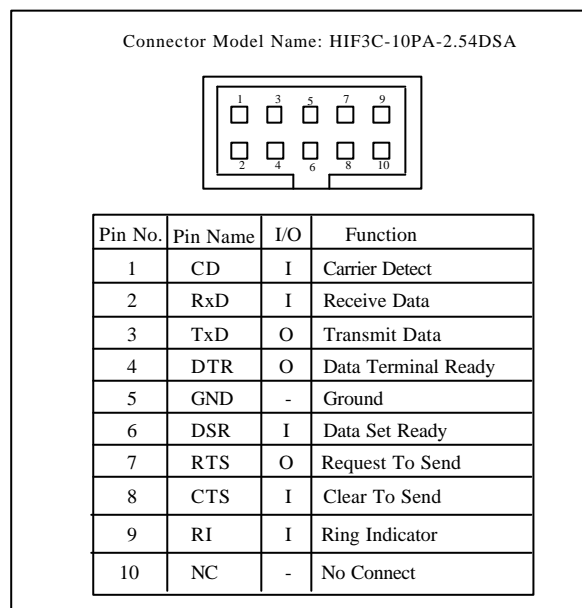 Connector Model Name: HIF3C-10PA-2.54DSA
1 3 5 7 9
2 4 6 8 10
Pin No. Pin Name I/O Function
1 CD I Carrier Detect
2 RxD I Receive Data
3 TxD O Transmit Data
4 DTR O Data Terminal Ready
5 GND - Ground
6 DSR I Data Set Ready
7 RTS O Request To Send
8 CTS I Clear To Send
9 RI I Ring Indicator
10 NC - No Connect